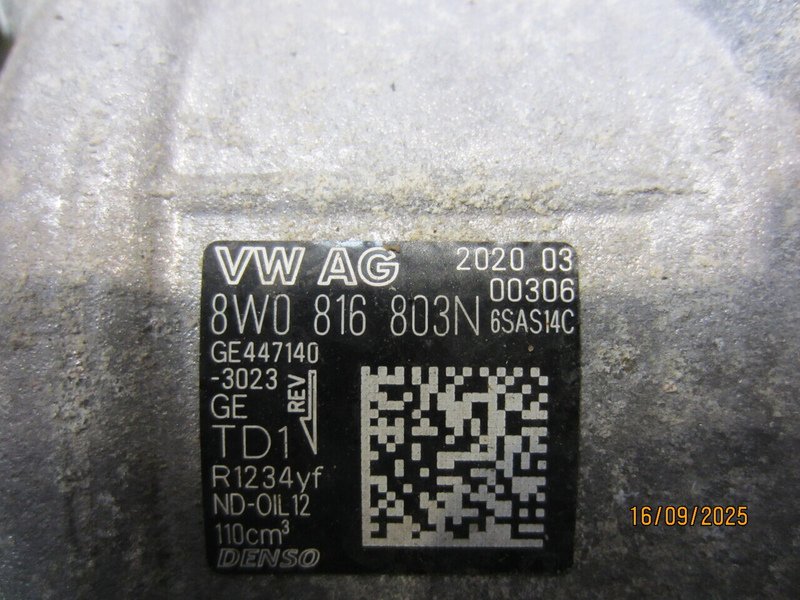 VW AG 2020 03
00306
8W0 816 803N 6SAS14C
GE447140
-3023
REV
GE
TD1
R1234yf
ND-OIL12
110cm³
DENSO
16/09/2025